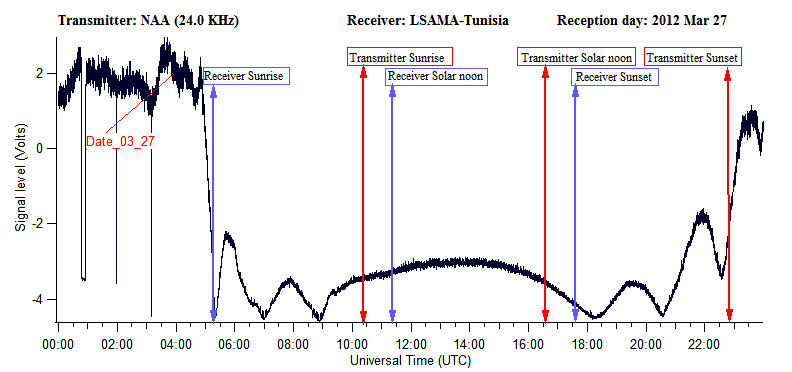 Transmitter: NAA (24.0 KHz) Receiver: LSAMA-Tunisia Reception day: 2012 Mar 27
Transmitter Sunrise Transmitter Solar noon Transmitter Sunset
Receiver Sunrise Receiver Solar noon Receiver Sunset
Date_03_27
Signal level (Volts)
2
0
-2
-4
00:00 02:00 04:00 06:00 08:00 10:00 12:00 14:00 16:00 18:00 20:00 22:00
Universal Time (UTC)